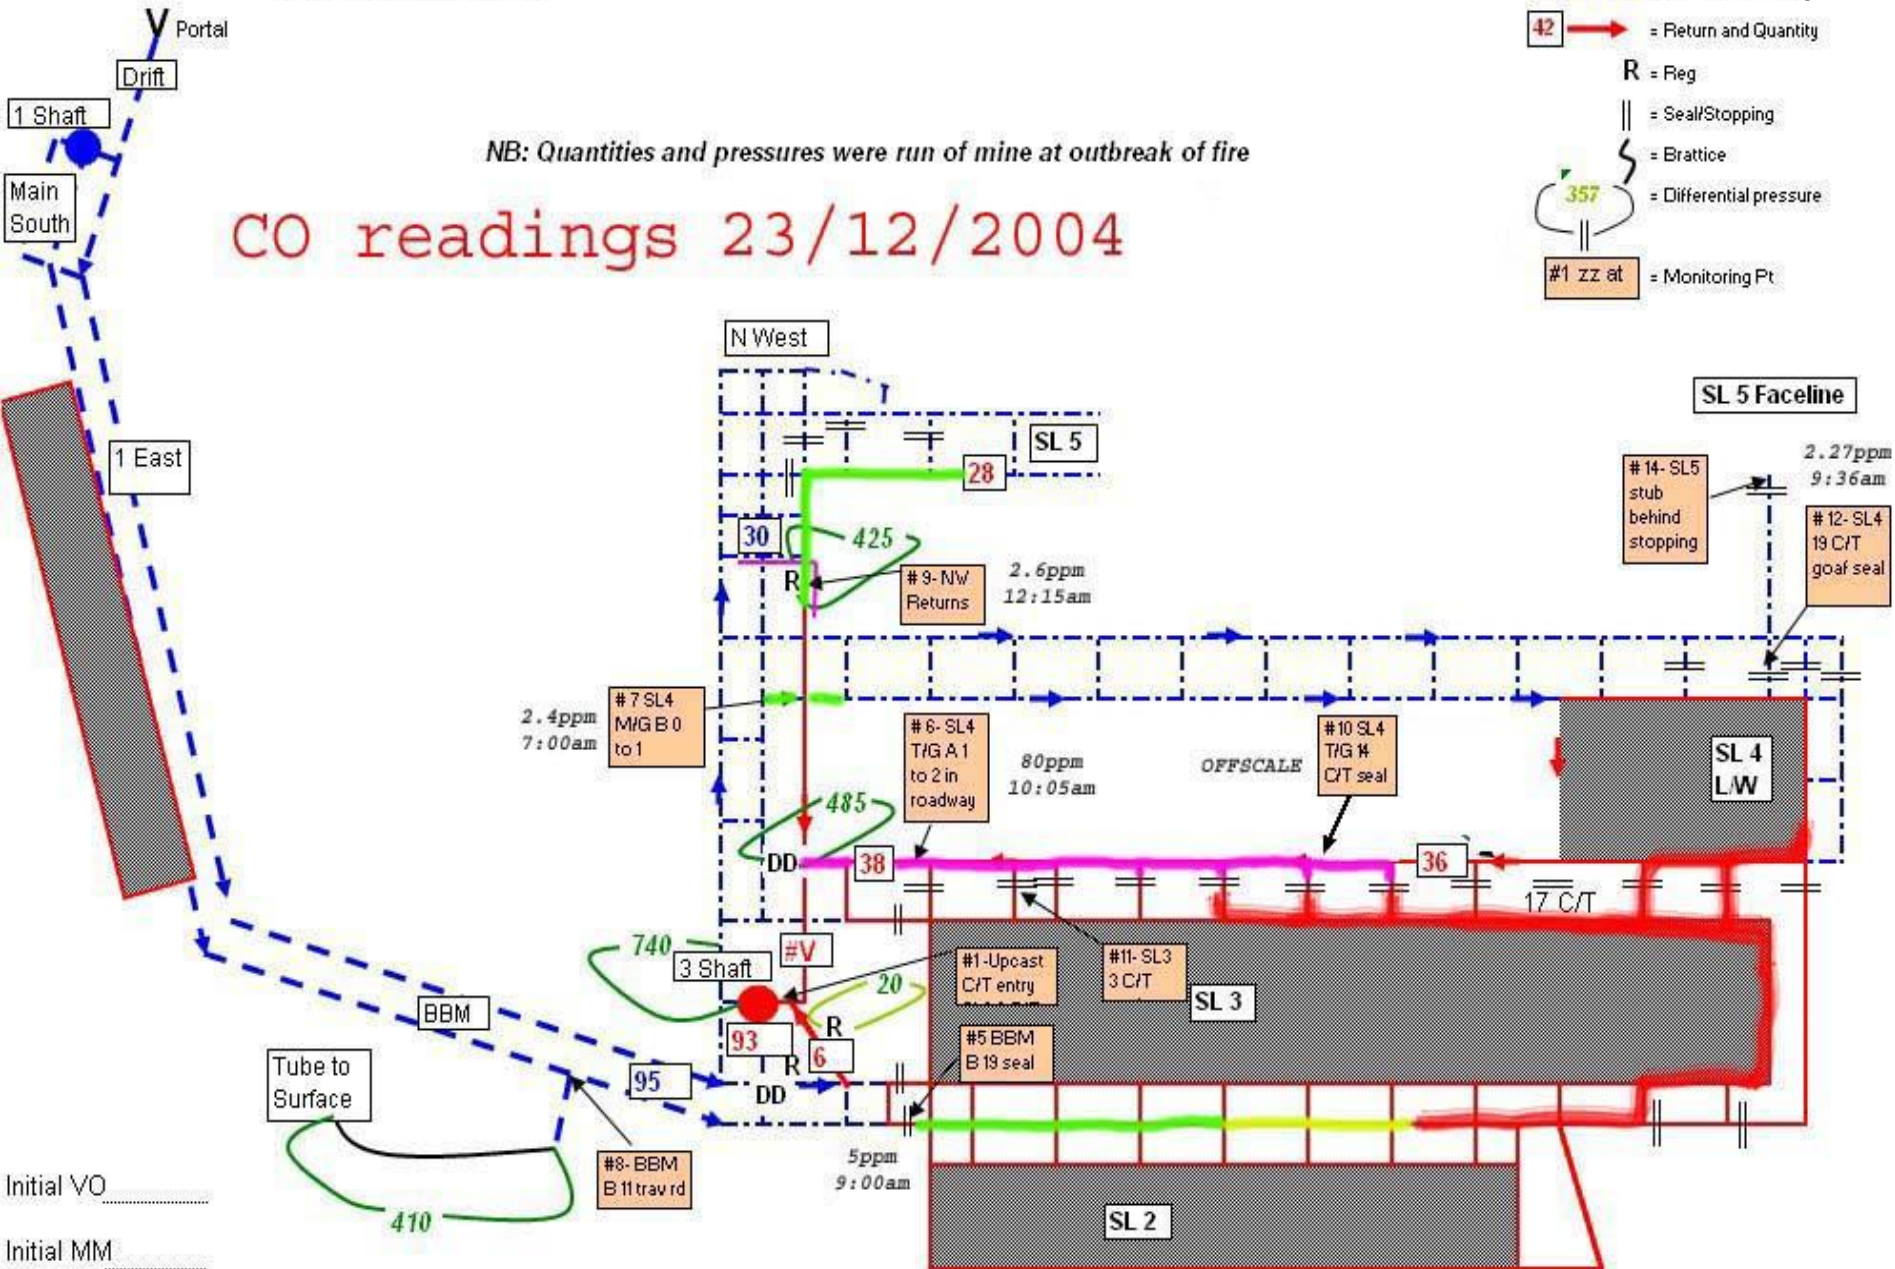 V Portal
Drift
1 Shaft
Main
South
1 East
42 = Return and Quantity
R = Reg
= Seal/Stopping
= Brattice
357 = Differential pressure
#1 zz at = Monitoring Pt
NB: Quantities and pressures were run of mine at outbreak of fire
CO readings 23/12/2004
N West
SL 5
28
30
425
R
# 9- NW
Returns
2.6ppm
12:15am
SL 5 Faceline
# 14- SL5
stub
behind
stopping
2.27ppm
9:36am
# 12- SL4
19 C/T
goaf seal
2.4ppm
7:00am
# 7 SL4
M/G B 0
to 1
# 6- SL4
T/G A 1
to 2 in
roadway
80ppm
10:05am
OFFSCALE
#10 SL4
T/G 14
C/T seal
SL 4
L/W
485
DD
38
36
17 C/T
740
3 Shaft
#V
#1-Upcast
C/T entry
#11- SL3
3 C/T
SL 3
20
93
R
R
6
#5 BBM
B 19 seal
BBM
95
DD
Tube to
Surface
410
#8- BBM
B 11 trav rd
5ppm
9:00am
SL 2
Initial VO
Initial MM